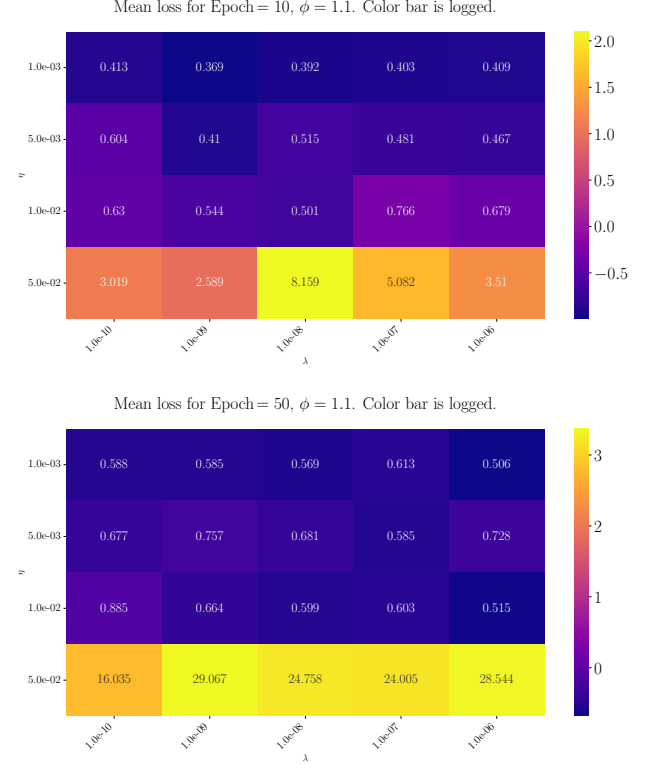 Mean loss for Epoch = 10, ϕ = 1.1. Color bar is logged.
1.0e-03 0.413 0.369 0.392 0.403 0.409
5.0e-03 0.604 0.41 0.515 0.481 0.467
1.0e-02 0.63 0.544 0.501 0.766 0.679
5.0e-02 3.019 2.589 8.159 5.082 3.51
η
1.0e-10 1.0e-09 1.0e-08 1.0e-07 1.0e-06
λ
2.0
1.5
1.0
0.5
0.0
−0.5
Mean loss for Epoch = 50, ϕ = 1.1. Color bar is logged.
1.0e-03 0.588 0.585 0.569 0.613 0.506
5.0e-03 0.677 0.757 0.681 0.585 0.728
1.0e-02 0.885 0.664 0.599 0.603 0.515
5.0e-02 16.035 29.067 24.758 24.005 28.544
η
1.0e-10 1.0e-09 1.0e-08 1.0e-07 1.0e-06
λ
3
2
1
0